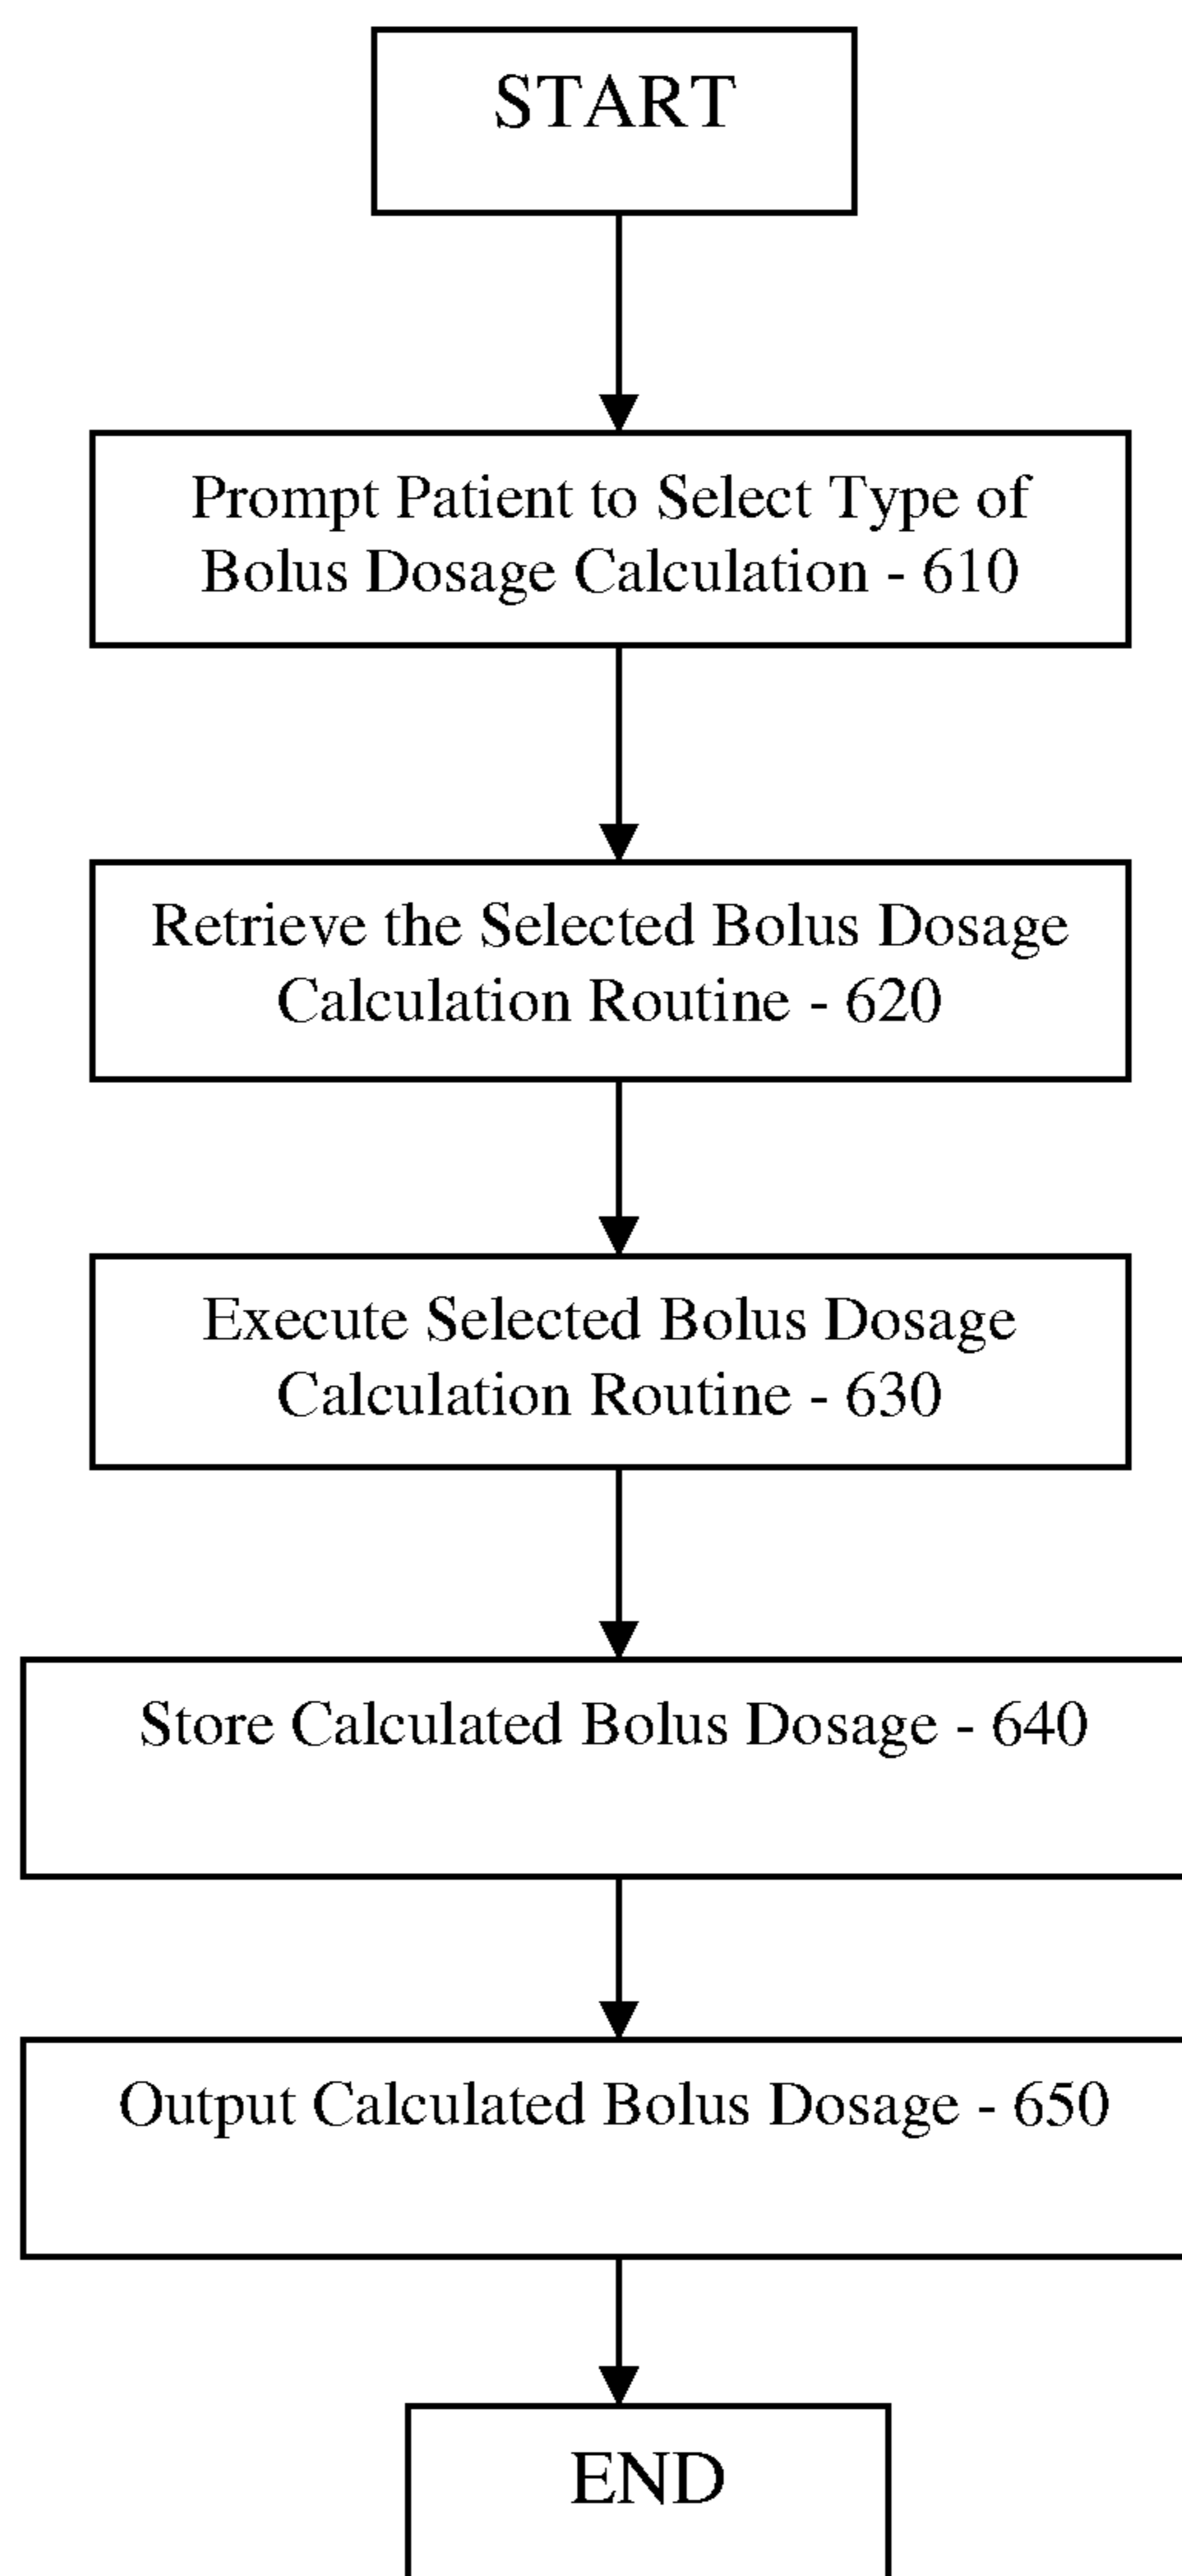 START
Prompt Patient to Select Type of
Bolus Dosage Calculation - 610
Retrieve the Selected Bolus Dosage
Calculation Routine - 620
Execute Selected Bolus Dosage
Calculation Routine - 630
Store Calculated Bolus Dosage - 640
Output Calculated Bolus Dosage - 650
END